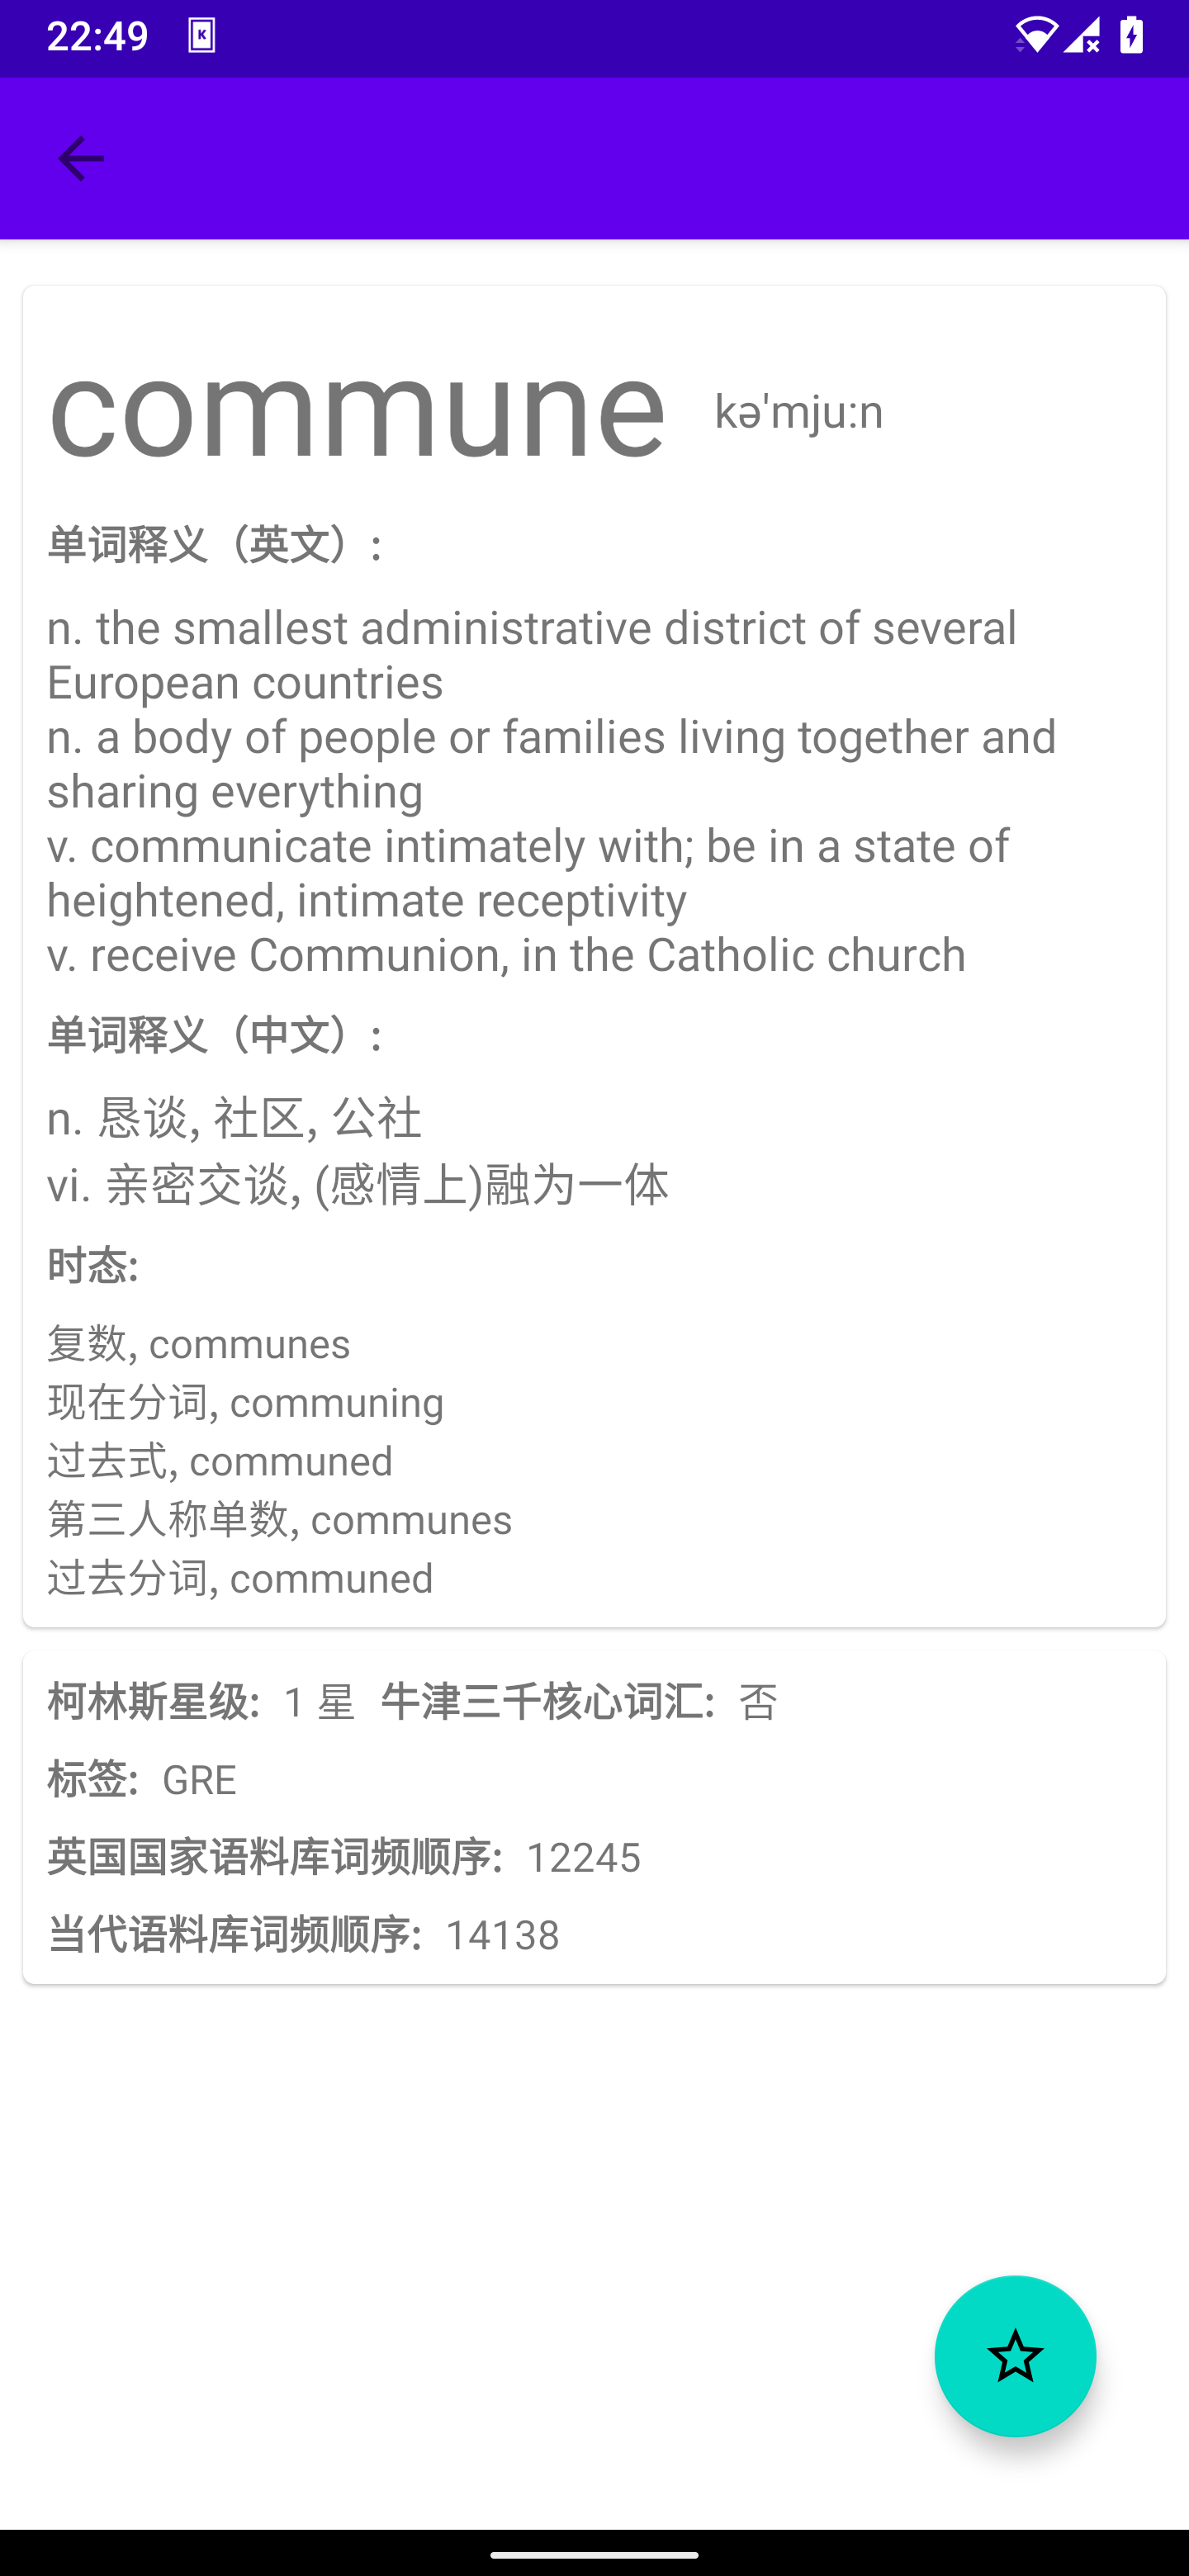 22:49
K
commune kə'mju:n
单词释义（英文）:
n. the smallest administrative district of several
European countries
n. a body of people or families living together and
sharing everything
v. communicate intimately with; be in a state of
heightened, intimate receptivity
v. receive Communion, in the Catholic church
单词释义（中文）:
n. 恳谈, 社区, 公社
vi. 亲密交谈, (感情上)融为一体
时态:
复数, communes
现在分词, communing
过去式, communed
第三人称单数, communes
过去分词, communed
柯林斯星级: 1 星 牛津三千核心词汇: 否
标签: GRE
英国国家语料库词频顺序: 12245
当代语料库词频顺序: 14138